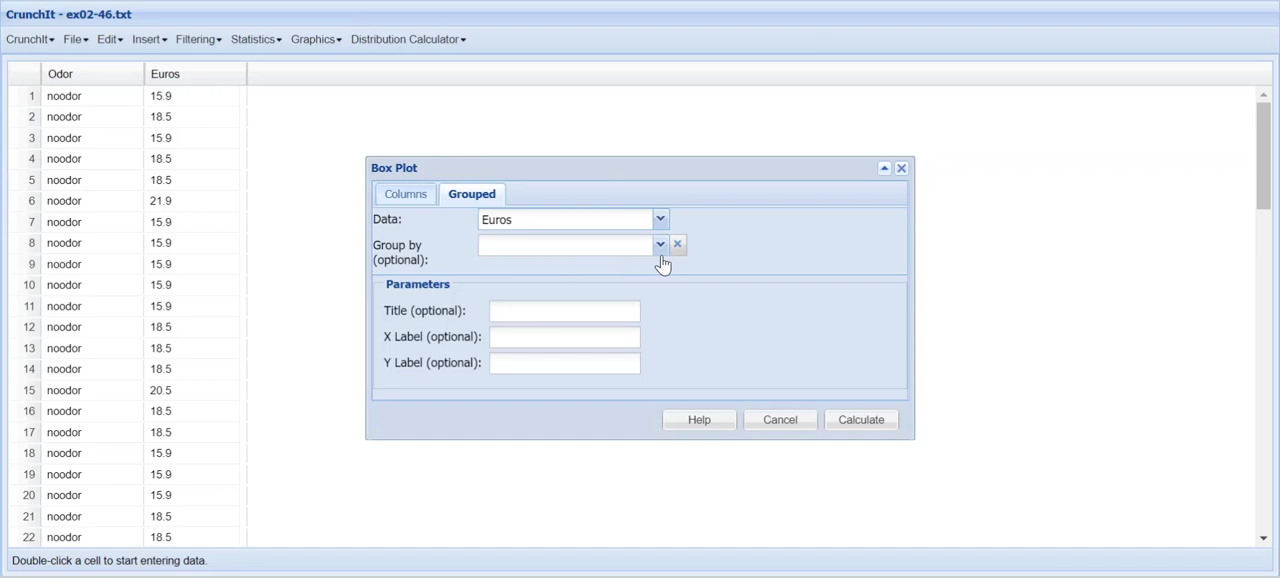 CrunchIt - ex02-46.txt
CrunchIt File Edit Insert Filtering Statistics Graphics Distribution Calculator
Odor Euros
1 noodor 15.9
2 noodor 18.5
3 noodor 15.9
4 noodor 18.5
5 noodor 18.5
6 noodor 21.9
7 noodor 15.9
8 noodor 15.9
9 noodor 15.9
10 noodor 15.9
11 noodor 15.9
12 noodor 18.5
13 noodor 18.5
14 noodor 18.5
15 noodor 20.5
16 noodor 18.5
17 noodor 18.5
18 noodor 15.9
19 noodor 15.9
20 noodor 15.9
21 noodor 18.5
22 noodor 18.5
Box Plot
Columns Grouped
Data: Euros
Group by
(optional):
Parameters
Title (optional):
X Label (optional):
Y Label (optional):
Help Cancel Calculate
Double-click a cell to start entering data.